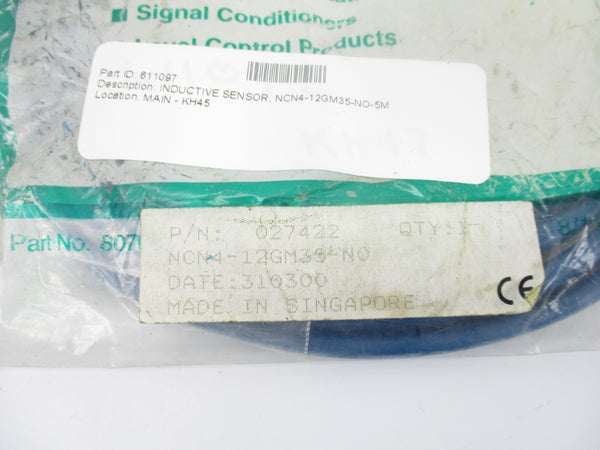 Signal Conditioners
Level Control Products
Part ID: 611097
Description: INDUCTIVE SENSOR, NCN4-12GM35-NO-5M
Location: MAIN - KH45
Part No. 807
P/N: 027422 QTY:1
NCN4-12GM35-NO
DATE:310300
MADE IN SINGAPORE
CE